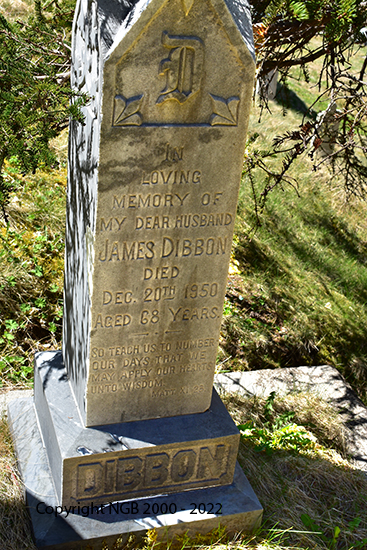 D
IN
LOVING
MEMORY OF
MY DEAR HUSBAND
JAMES DIBBON
DIED
DEC. 20TH 1950
AGED 68 YEARS.
SO TEACH US TO NUMBER
OUR DAYS THAT WE
MAY APPLY OUR HEARTS
UNTO WISDOM.
DIBBON
Copyright NGB 2000 - 2022